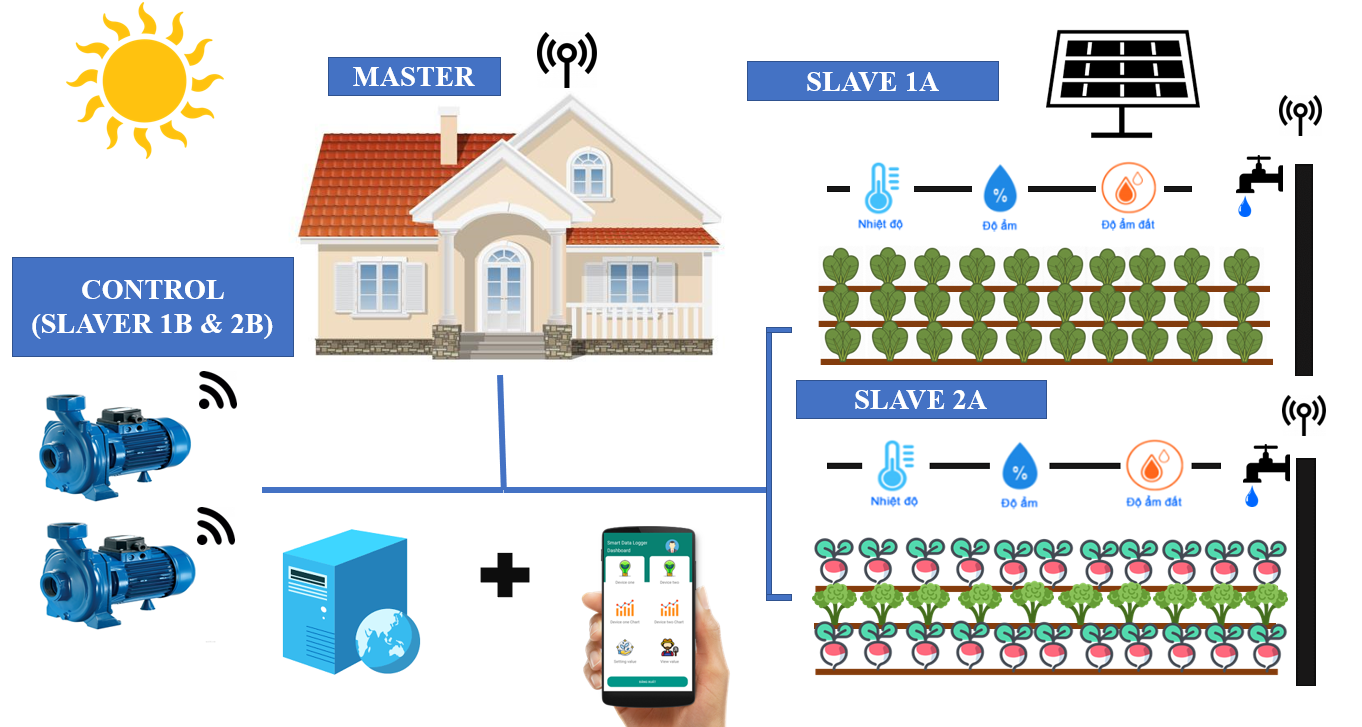 MASTER
SLAVE 1A
Nhiệt độ
Độ ẩm
Độ ẩm đất
%
CONTROL
(SLAVER 1B & 2B)
SLAVE 2A
Nhiệt độ
Độ ẩm
Độ ẩm đất
%
Smart Data Logger
Dashboard
Device one
Device two
Device one Chart
Device two Chart
Setting value
View value
ĐĂNG XUẤT